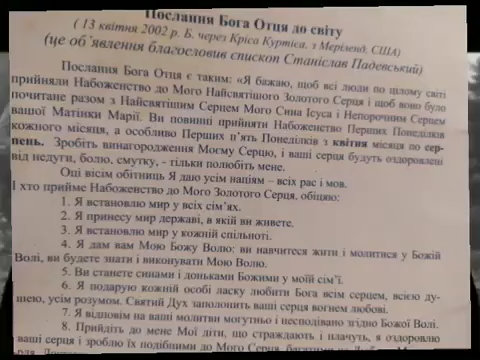 Послання Бога Отця до світу
( 13 квітня 2002 р. Б. через Кріса Куртіса. з Меріленд, США)
(це об´явлення благословив єпископ Станіслав Падевський)
Послання Бога Отця є таким: «Я бажаю, щоб всі люди по цілому світі
прийняли Набоженство до Мого Найсвятішого Золотого Серця і щоб воно було
почитане разом з Найсвятішим Серцем Мого Сина Ісуса і Непорочним Серцем
вашої Матінки Марії. Ви повинні прийняти Набоженство Перших Понеділків
кожного місяця, а особливо Перших п’ять Понеділків з квітня місяця по сер-
пень. Зробіть винагородження Моєму Серцю, і ваші серця будуть оздоровлені
від недуги, болю, смутку, - тільки полюбіть мене.
Оці вісім обітниць Я даю усім націям – всіх рас і мов.
І хто прийме Набоженство до Мого Золотого Серця, обіцяю:
1. Я встановлю мир у всіх сім’ях.
2. Я принесу мир державі, в якій ви живете.
3. Я встановлю мир у кожній спільноті.
4. Я дам вам Мою Божу Волю: ви навчитеся жити і молитися у Божій
Волі, ви будете знати і виконувати Мою Волю.
5. Ви станете синами і доньками Божими у моїй сім’ї.
6. Я подарую кожній особі ласку любити Бога всім серцем, всією ду-
шею, усім розумом. Святий Дух заполонить ваші серця вогнем любові.
7. Я відповім на ваші молитви могутньо і несподівано згідно Божої Волі.
8. Прийдіть до мене Мої діти, що страждають і плачуть, я оздоровлю
ваші серця і зроблю їх подібними до Мого Серця,